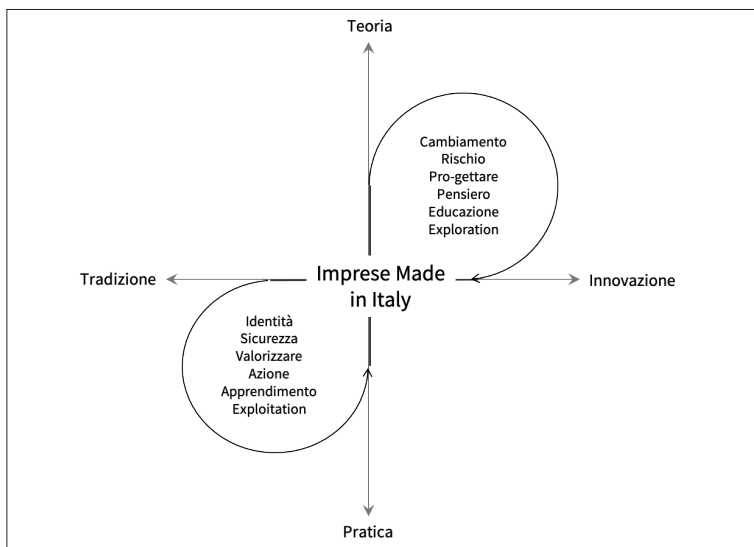 Teoria
Cambiamento
Rischio
Pro-gettare
Pensiero
Educazione
Exploration
Tradizione
Imprese Made
in Italy
Innovazione
Identità
Sicurezza
Valorizzare
Azione
Apprendimento
Exploitation
Pratica